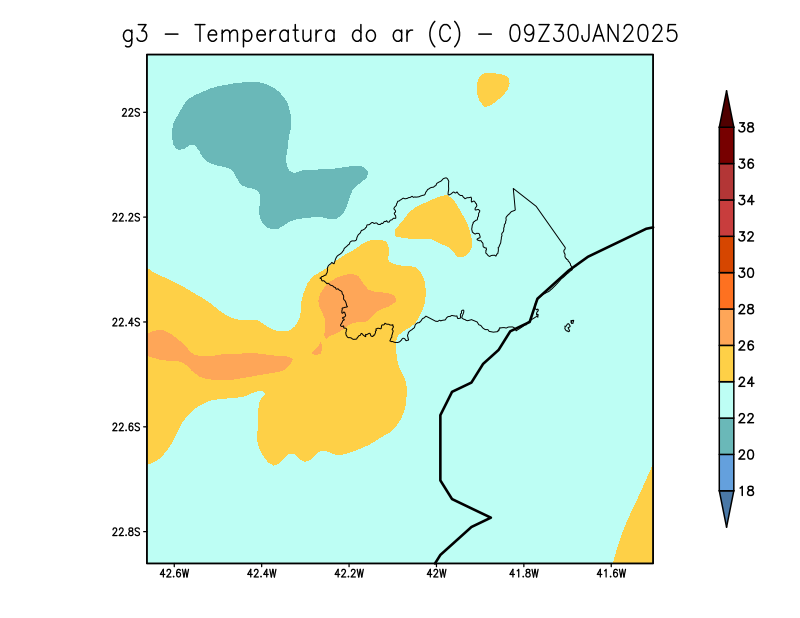 g3 – Temperatura do ar (C) – 09Z30JAN2025
22S
22.2S
22.4S
22.6S
22.8S
42.6W
42.4W
42.2W
42W
41.8W
41.6W
38
36
34
32
30
28
26
24
22
20
18